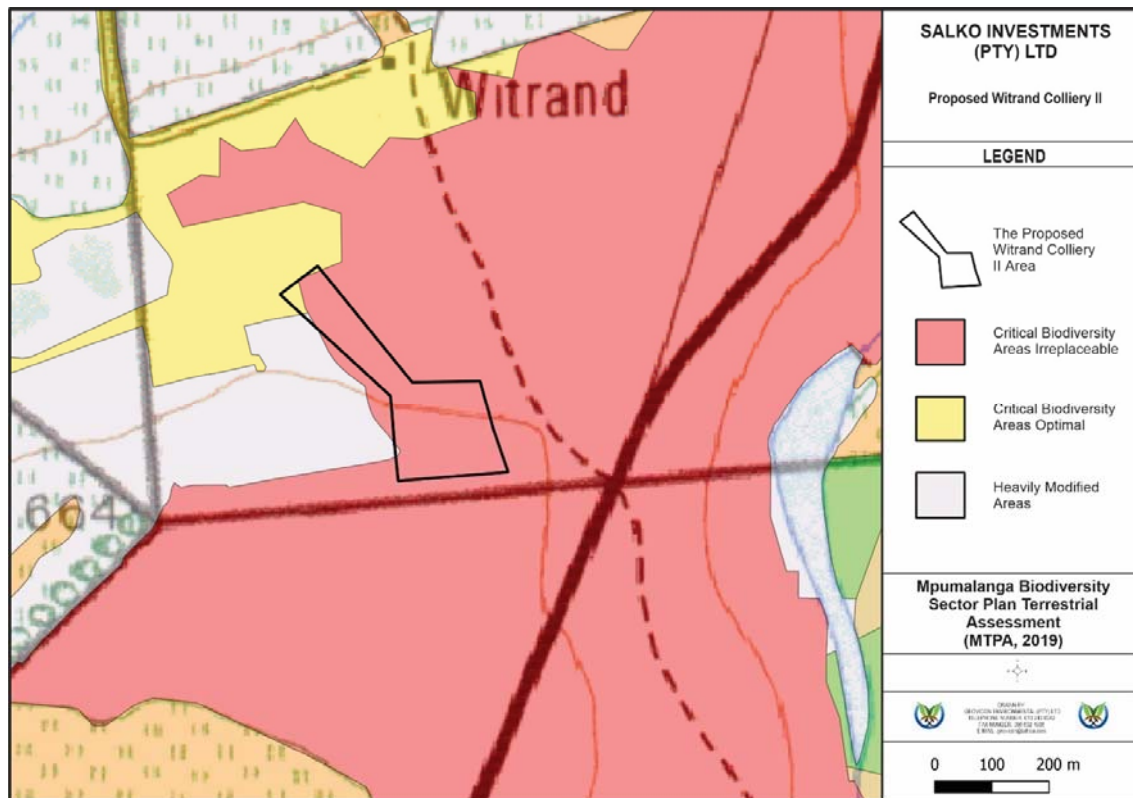 Witrand
664
SALKO INVESTMENTS
(PTY) LTD
Proposed Witrand Colliery II
LEGEND
The Proposed
Witrand Colliery
II Area
Critical Biodiversity
Areas Irreplaceable
Critical Biodiversity
Areas Optimal
Heavily Modified
Areas
Mpumalanga Biodiversity
Sector Plan Terrestrial
Assessment
(MTPA, 2019)
DRAWN BY
0 100 200 m